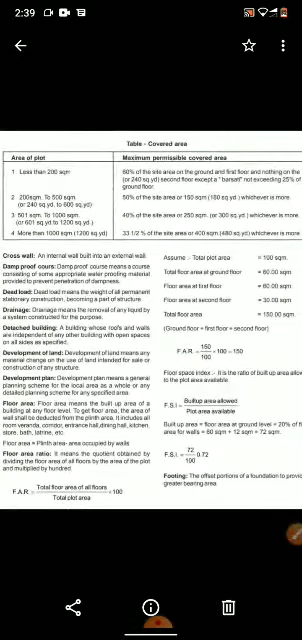 2:39
Table - Covered area
Area of plot Maximum permissible covered area
1 Less than 200 sqm 60% of the site area on the ground and first floor and nothing on the
(or 240 sq.yd) second floor except a "barsati" not exceeding 25% of
ground floor
2 200sqm To 500 sqm. 50% of the site area or 150 sqm (180 sq.yd) whichever is more.
(or 240 sq.yd. to 600 sq.yd)
3 501 sqm. To 1000 sqm. 40% of the site area or 250 sqm. (or 300 sq.yd) whichever is more
(or 601 sq.yd to 1200 sq.yd.)
4 More than 1000 sqm (1200 sq.yd) 33 1/2 % of the site area or 400 sqm (480 sq.yd) whichever is more
Cross wall: An internal wall built into an external wall.
Damp proof cours: Damp proof course means a course
consisting of some appropriate water proofing material
provided to prevent penetration of dampness.
Dead load: Dead load means the weight of all permanent
stationary construction, becoming a part of structure.
Drainage: Drainage means the removal of any liquid by
a system constructed for the purpose.
Detached building: A building whose roofs and walls
are independent of any other building with open spaces
on all sides as specified.
Development of land: Development of land means any
material change on the use of land intended for sale or
construction of any structure.
Development plan: Development plan means a general
planning scheme for the local area as a whole or any
detailed planning scheme for any specified area.
Floor area: Floor area means the built up area of a
building at any floor level. To get floor area, the area of
wall shall be deducted from the plinth area. It includes all
room veranda, corridor, entrance hall,dining hall, kitchen,
store, bath, latrine, etc.
Floor area = Plinth area- area occupied by walls
Floor area ratio: It means the quotient obtained by
dividing the floor area of all floors by the area of the plot
and multiplied by hundred
F.A.R. = Total floor area of all floors ×100
Total plot area
Assume :- Total plot area = 100 sqm.
Total floor area at ground floor = 60.00 sqm
Floor area at first floor = 60.00 sqm
Floor area at second floor = 30.00 sqm
Total floor area = 150.00 sqm.
(Ground floor + first floor + second floor)
F.A.R. = 150 × 100 = 150
100
Floor space index :- It is the ratio of built up area allow
to the plot area available
F.S.I = Builtup area allowed
Plot area available
Built up area = floor area at ground level = 20% of fl
area for walls = 60 sqm + 12 sqm = 72 sqm.
F.S.I. = 72 0.72
100
Footing: The offset portions of a foundation to provid
greater bearing area